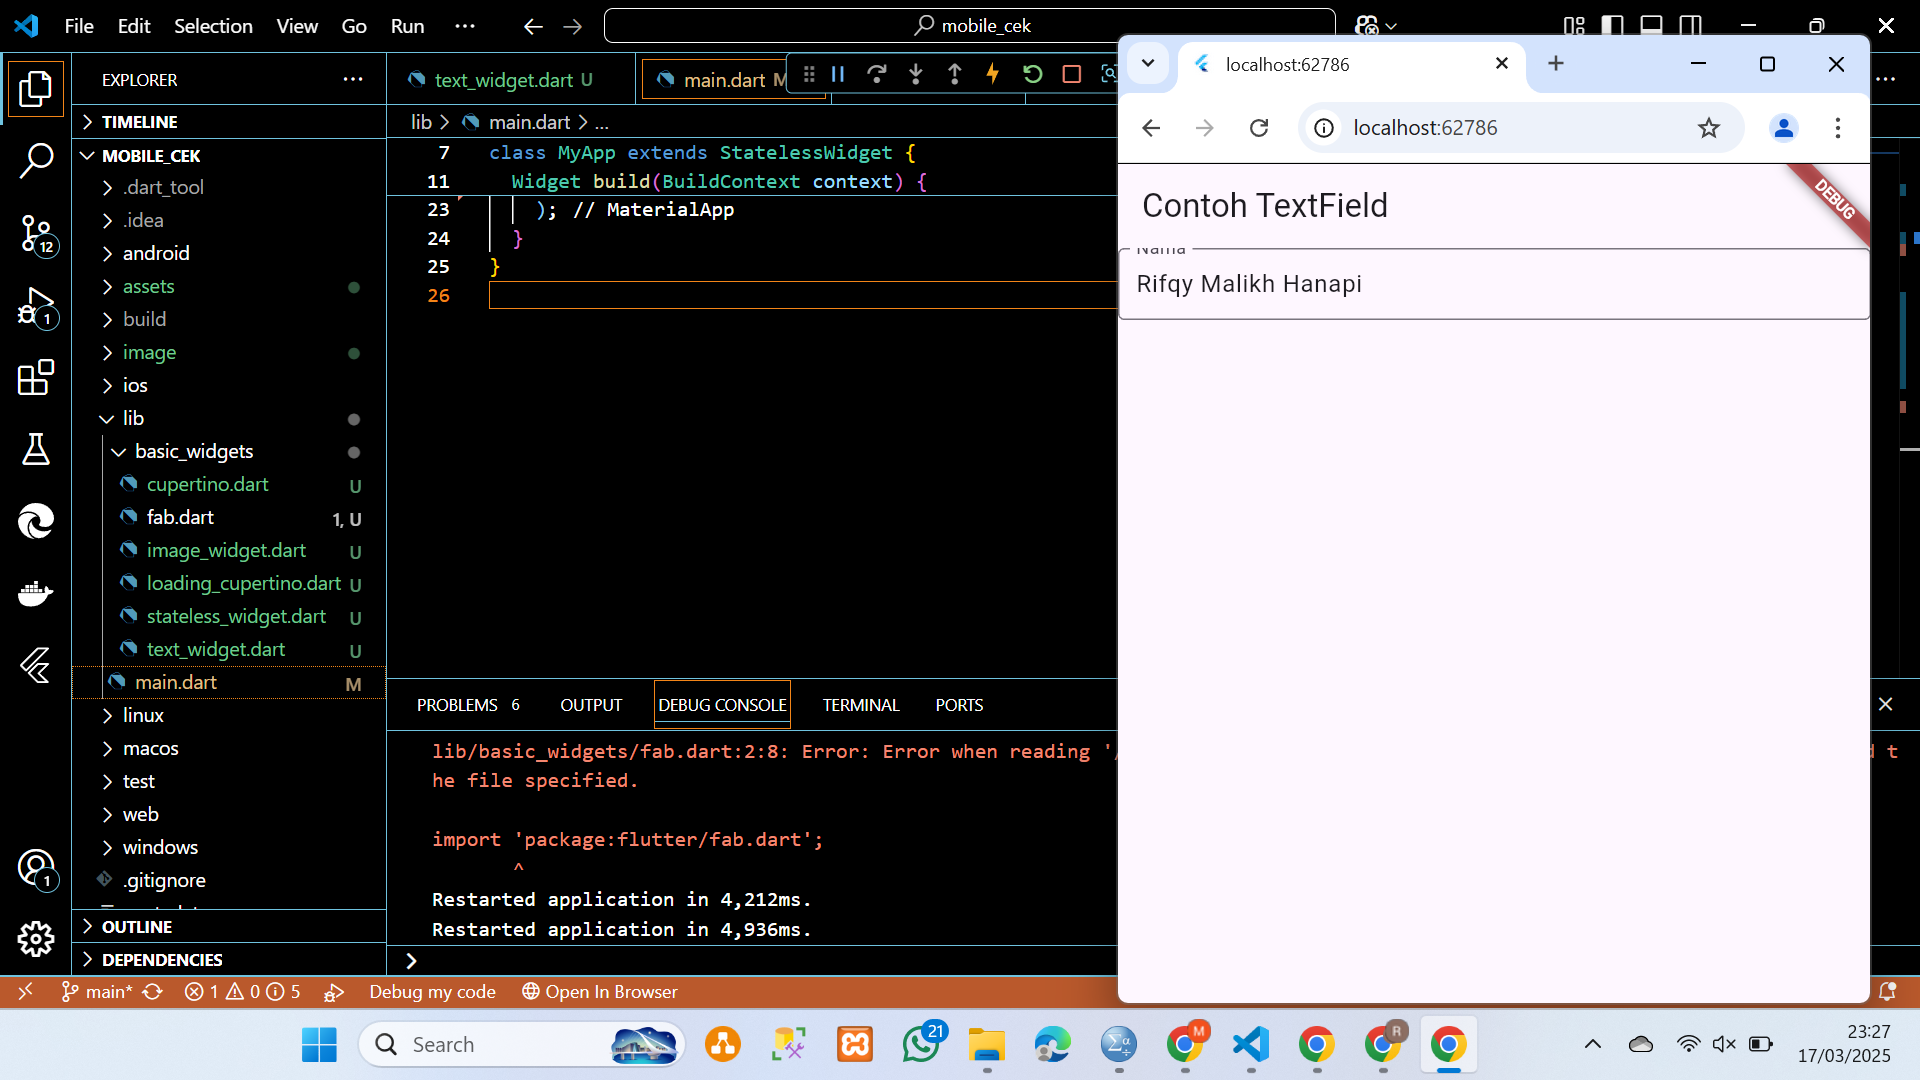 File Edit Selection View Go Run
mobile_cek
EXPLORER
TIMELINE
MOBILE_CEK
.dart_tool
.idea
android
assets
build
image
ios
lib
basic_widgets
cupertino.dart U
fab.dart 1, U
image_widget.dart U
loading_cupertino.dart U
stateless_widget.dart U
text_widget.dart U
main.dart M
linux
macos
test
web
windows
.gitignore
OUTLINE
DEPENDENCIES
12
1
1
text_widget.dart U
main.dart M
lib > main.dart > ...
7 class MyApp extends StatelessWidget {
11 Widget build(BuildContext context) {
23 ); // MaterialApp
24 }
25 }
26
PROBLEMS 6 OUTPUT DEBUG CONSOLE TERMINAL PORTS
lib/basic_widgets/fab.dart:2:8: Error: Error when reading '/
he file specified.
import 'package:flutter/fab.dart';
^
Restarted application in 4,212ms.
Restarted application in 4,936ms.
>
main* 1 0 5 Debug my code Open In Browser
localhost:62786
localhost:62786
Contoh TextField
DEBUG
Nama
Rifqy Malikh Hanapi
Search
21
M
R
23:27
17/03/2025